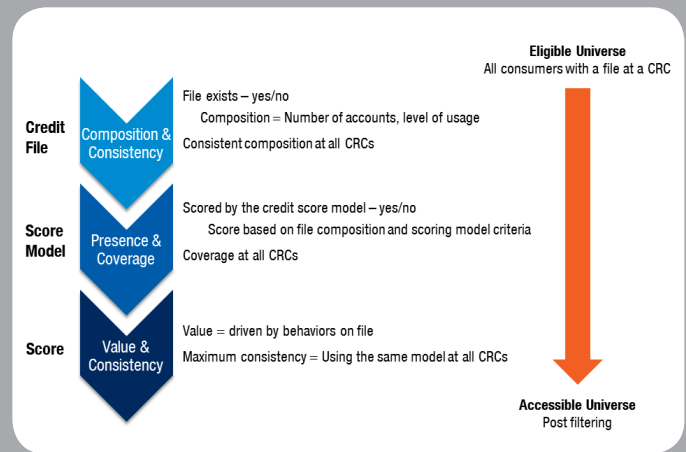 Credit
File
Composition &
Consistency
File exists – yes/no
Composition = Number of accounts, level of usage
Consistent composition at all CRCs
Score
Model
Presence &
Coverage
Scored by the credit score model – yes/no
Score based on file composition and scoring model criteria
Coverage at all CRCs
Score
Value &
Consistency
Value = driven by behaviors on file
Maximum consistency = Using the same model at all CRCs
Eligible Universe
All consumers with a file at a CRC
Accessible Universe
Post filtering